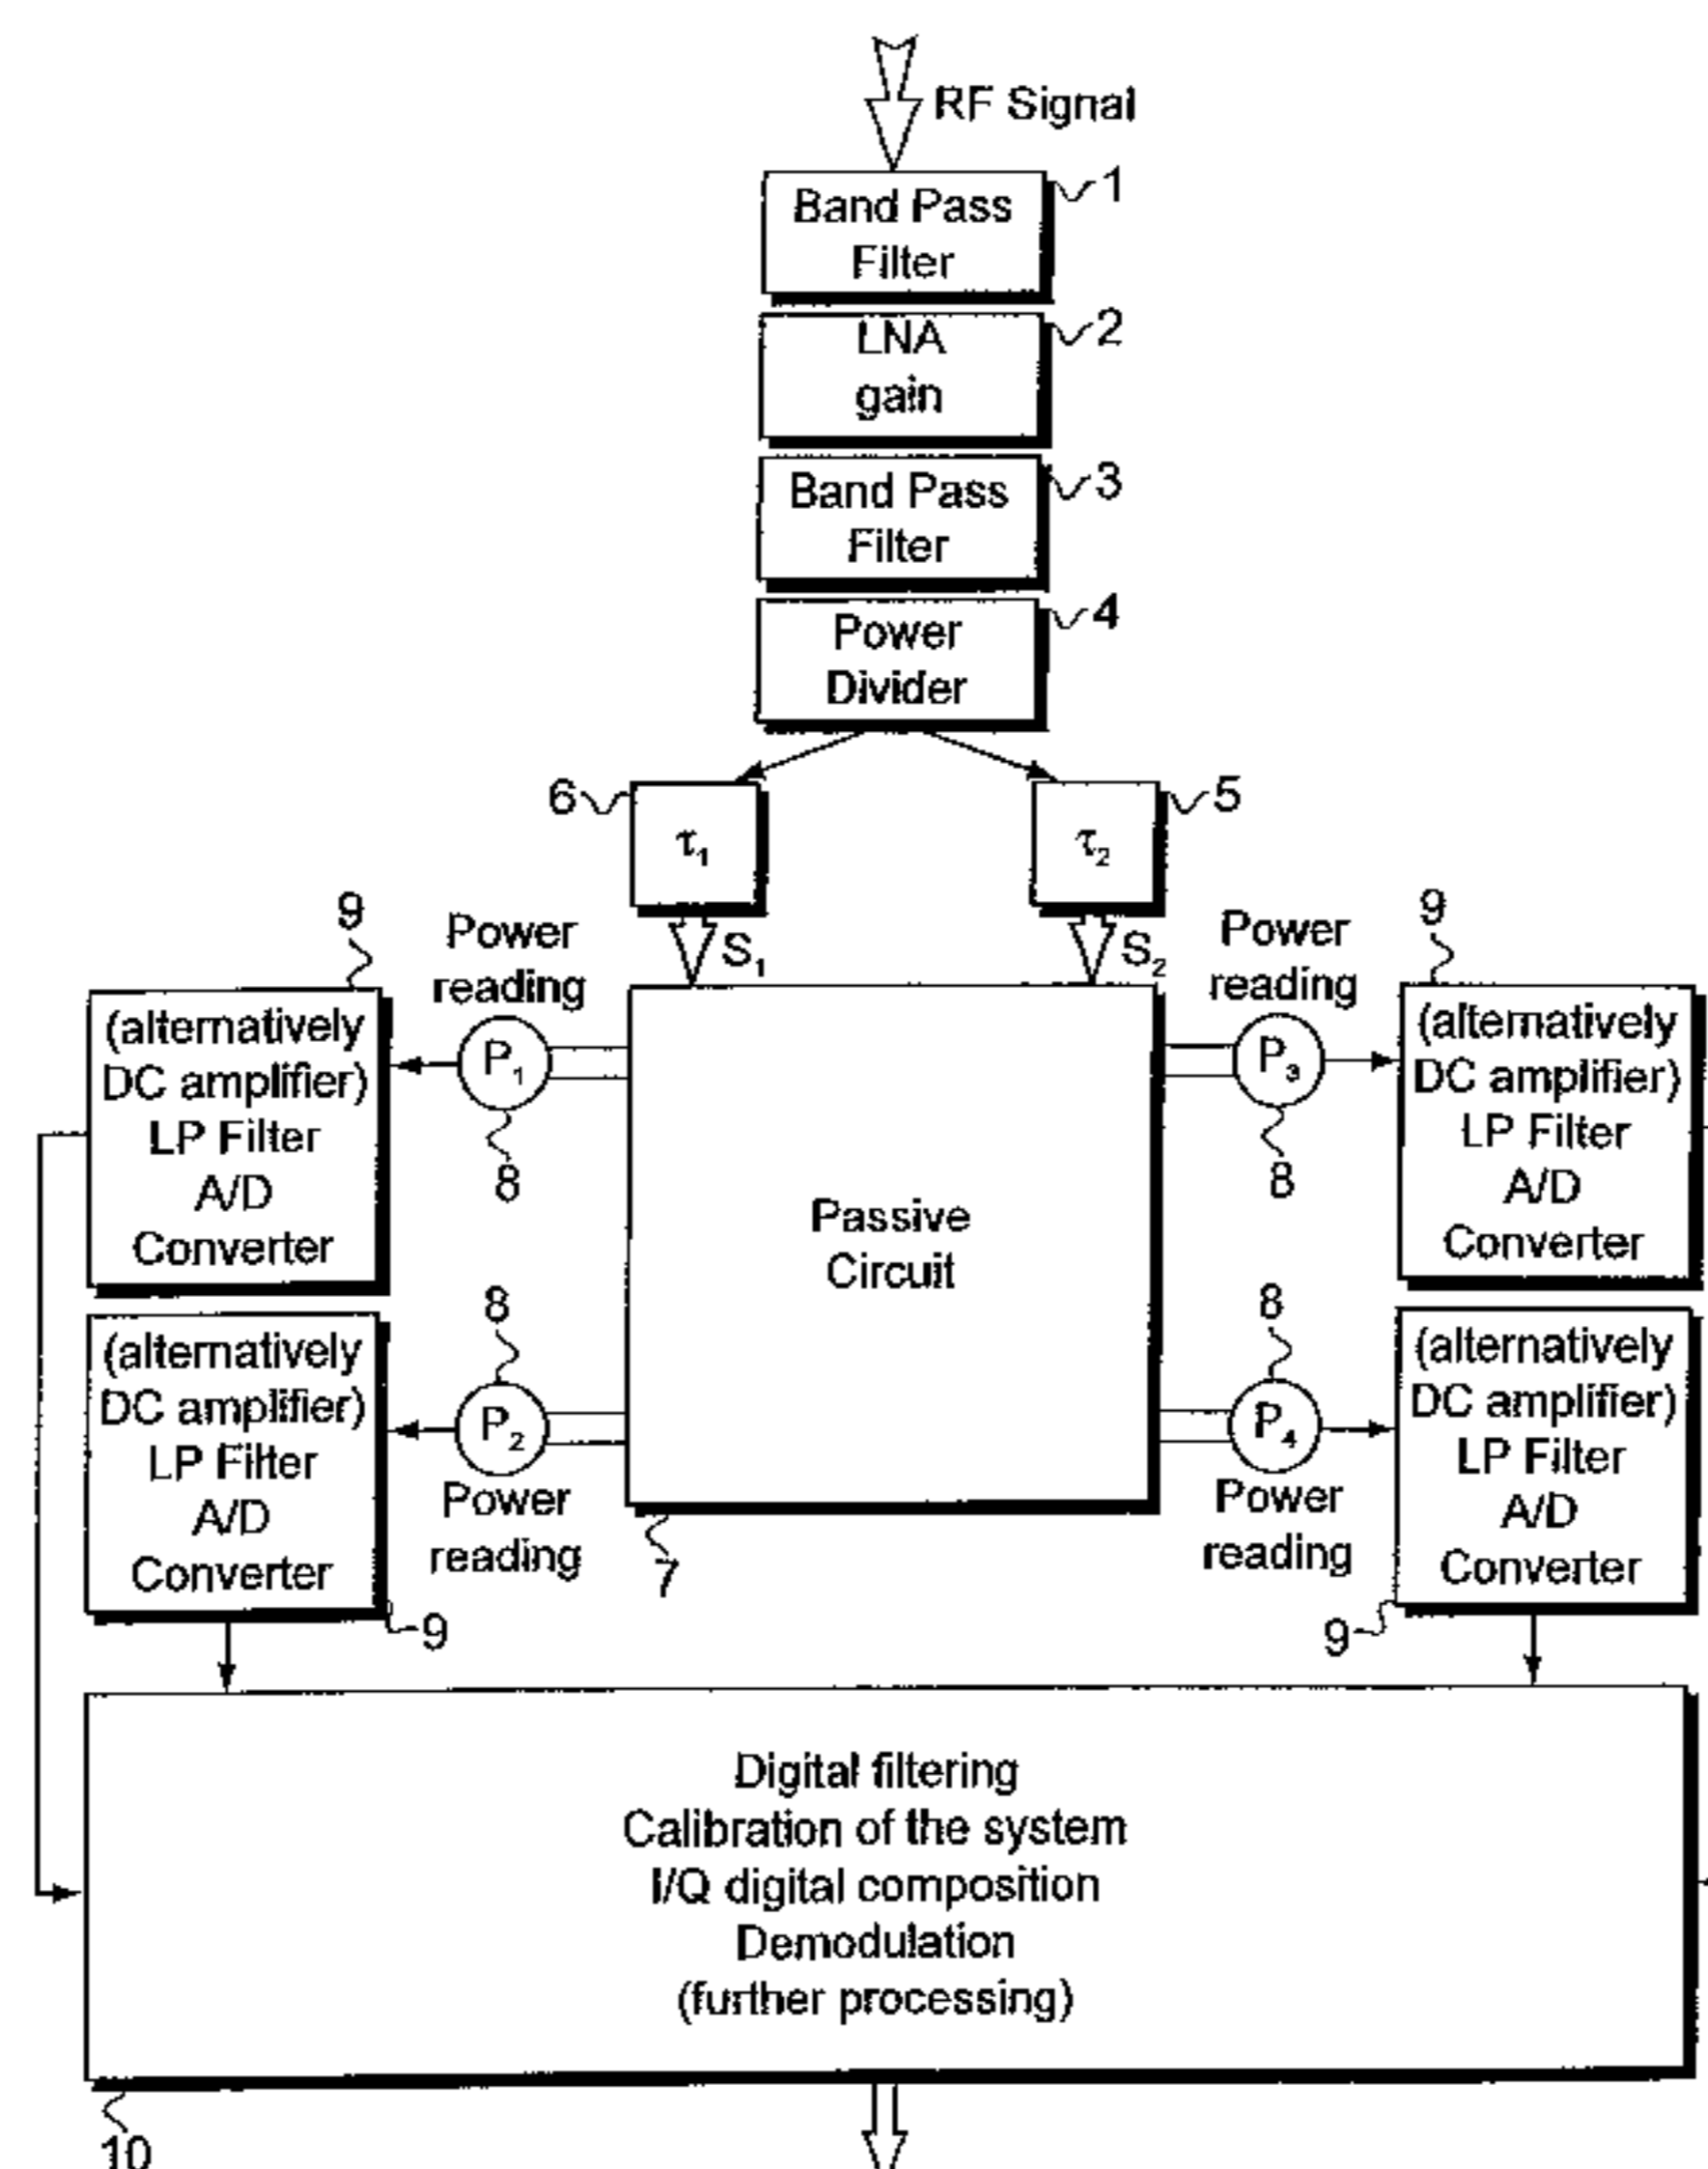 RF Signal
1
Band Pass
Filter
2
LNA
gain
3
Band Pass
Filter
4
Power
Divider
6
τ₁
5
τ₂
S₁
S₂
9
Power
reading
Power
reading
9
(alternatively
DC amplifier)
LP Filter
A/D
Converter
P₁
8
Passive
Circuit
P₃
8
(alternatively
DC amplifier)
LP Filter
A/D
Converter
(alternatively
DC amplifier)
LP Filter
A/D
Converter
9
8
P₂
Power
reading
7
8
P₄
Power
reading
(alternatively
DC amplifier)
LP Filter
A/D
Converter
9
Digital filtering
Calibration of the system
I/Q digital composition
Demodulation
(further processing)
10